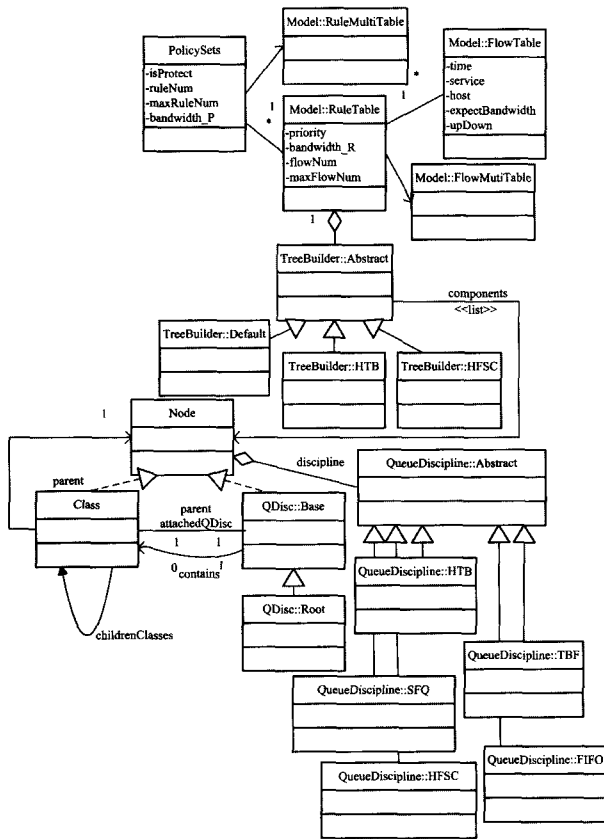 Model::RuleMultiTable
PolicySets
-isProtect
-ruleNum
-maxRuleNum
-bandwidth_P
Model::FlowTable
-time
-service
-host
-expectBandwidth
-upDown
*
1
1
*
Model::RuleTable
-priority
-bandwidth_R
-flowNum
-maxFlowNum
Model::FlowMutiTable
1
TreeBuilder::Abstract
components
<<list>>
TreeBuilder::Default
TreeBuilder::HTB
TreeBuilder::HFSC
1
Node
discipline
QueueDiscipline::Abstract
parent
Class
parent
attachedQDisc
1
1
0
contains
1
QDisc::Base
QDisc::Root
childrenClasses
QueueDiscipline::HTB
QueueDiscipline::TBF
QueueDiscipline::SFQ
QueueDiscipline::FIFO
QueueDiscipline::HFSC